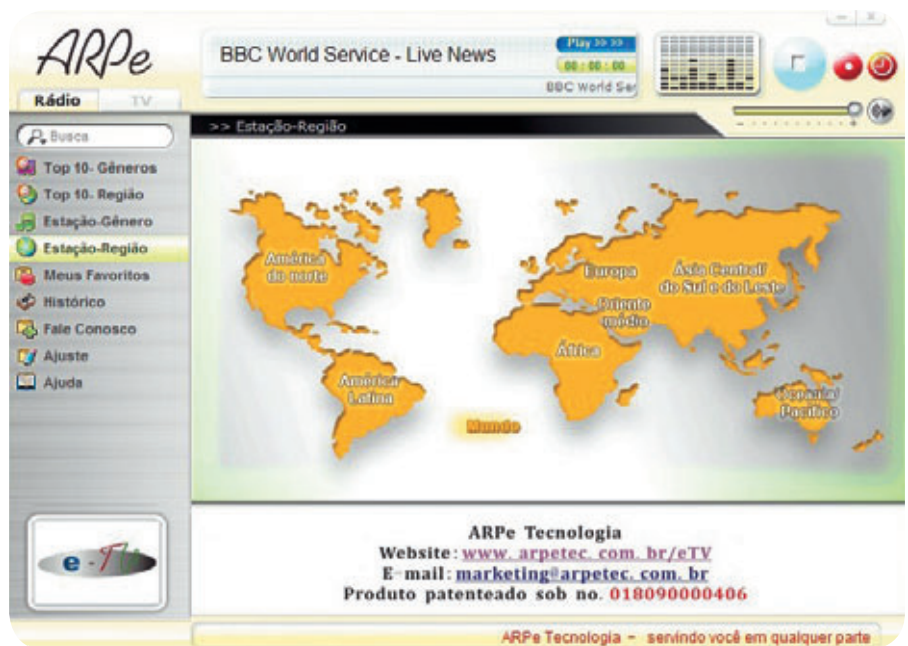 ARPe
BBC World Service - Live News
Play >> >>
00 : 00 : 00
BBC World Ser
Rádio
TV
Busca
>> Estação-Região
Top 10- Gêneros
Top 10- Região
Estação-Gênero
Estação-Região
Meus Favoritos
Histórico
Fale Conosco
Ajuste
Ajuda
América
do norte
Europa
Ásia Central/
do Sul e do Leste
Oriente
médio
África
América
Latina
Oceania/
Pacífico
Mundo
e-TV
ARPe Tecnologia
Website: www. arpetec. com. br/eTV
E-mail: marketing@arpetec. com. br
Produto patenteado sob no. 018090000406
ARPe Tecnologia - servindo você em qualquer parte